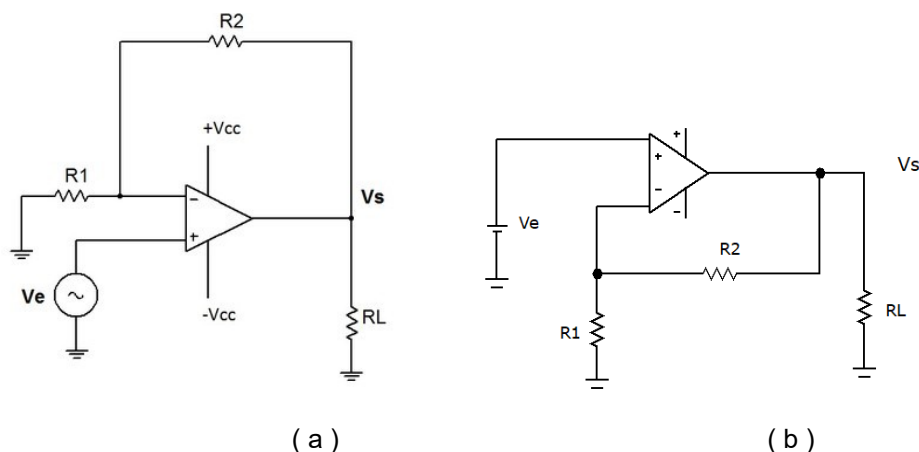 R2
+Vcc
R1
-
Vs
+
Ve
-Vcc
RL
( a )
+
Vs
+
-
Ve
-
R2
R1
RL
( b )